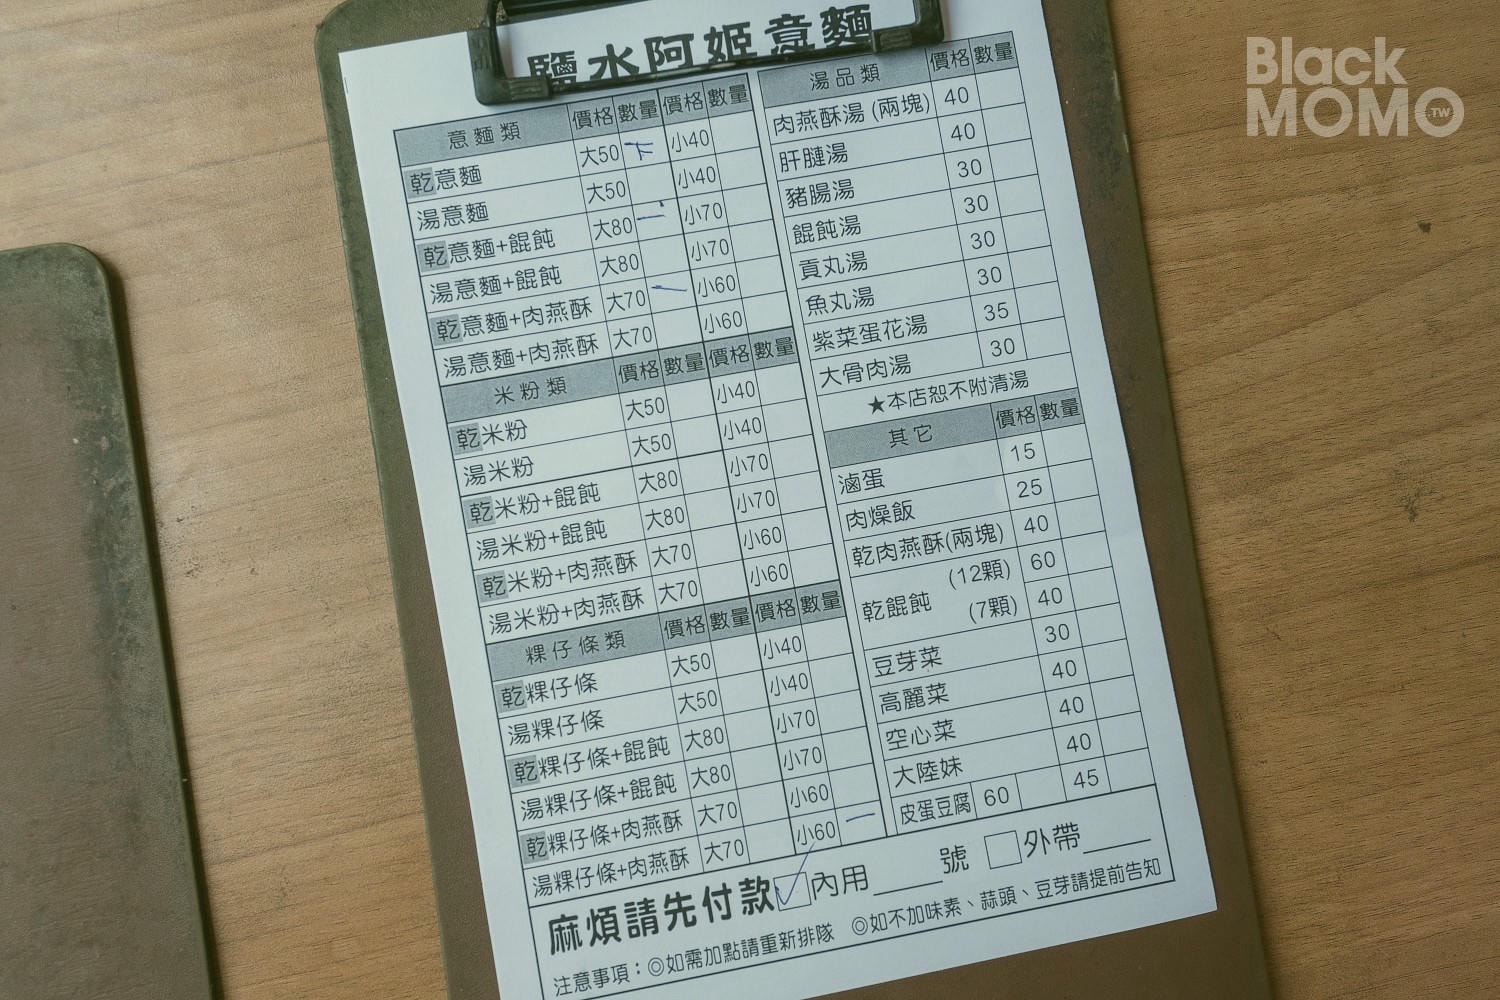 鹽水阿姬意麵
意麵類 價格 數量 價格 數量
乾意麵 大50 下 小40
湯意麵 大50 小40
乾意麵+餛飩 大80 一 小70
湯意麵+餛飩 大80 小70
乾意麵+肉燕酥 大70 一 小60
湯意麵+肉燕酥 大70 小60
米粉類 價格 數量 價格 數量
乾米粉 大50 小40
湯米粉 大50 小40
乾米粉+餛飩 大80 小70
湯米粉+餛飩 大80 小70
乾米粉+肉燕酥 大70 小60
湯米粉+肉燕酥 大70 小60
粿仔條類 價格 數量 價格 數量
乾粿仔條 大50 小40
湯粿仔條 大50 小40
乾粿仔條+餛飩 大80 小70
湯粿仔條+餛飩 大80 小70
乾粿仔條+肉燕酥 大70 小60
湯粿仔條+肉燕酥 大70 小60 一
湯品類 價格 數量
肉燕酥湯 (兩塊) 40
肝腱湯 40
豬腸湯 30
餛飩湯 30
貢丸湯 30
魚丸湯 30
紫菜蛋花湯 35
大骨肉湯 30
★本店恕不附清湯
其它 價格 數量
滷蛋 15
肉燥飯 25
乾肉燕酥(兩塊) 40
乾餛飩 (12顆) 60
(7顆) 40
豆芽菜 30
高麗菜 40
空心菜 40
大陸妹 40
皮蛋豆腐 60 45
麻煩請先付款 ☑內用____號 □外帶____
注意事項：◎如需加點請重新排隊 ◎如不加味素、蒜頭、豆芽請提前告知
Black
MOMO.TW